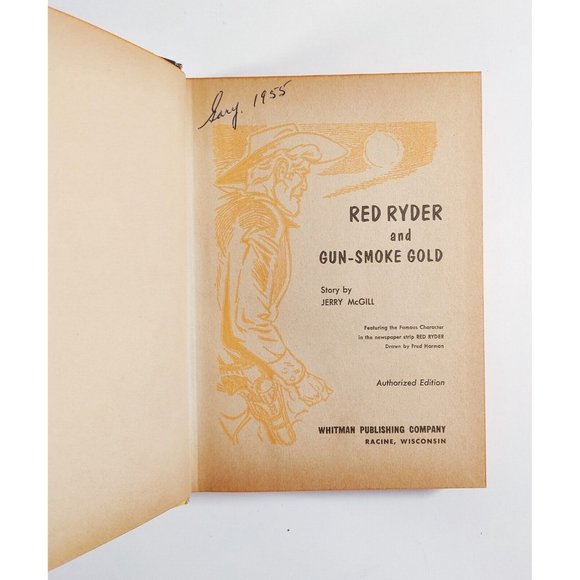 Gary, 1955
RED RYDER
and
GUN-SMOKE GOLD
Story by
JERRY McGILL
Featuring the Famous Character
in the newspaper strip RED RYDER
Drawn by Fred Harman
Authorized Edition
WHITMAN PUBLISHING COMPANY
RACINE, WISCONSIN